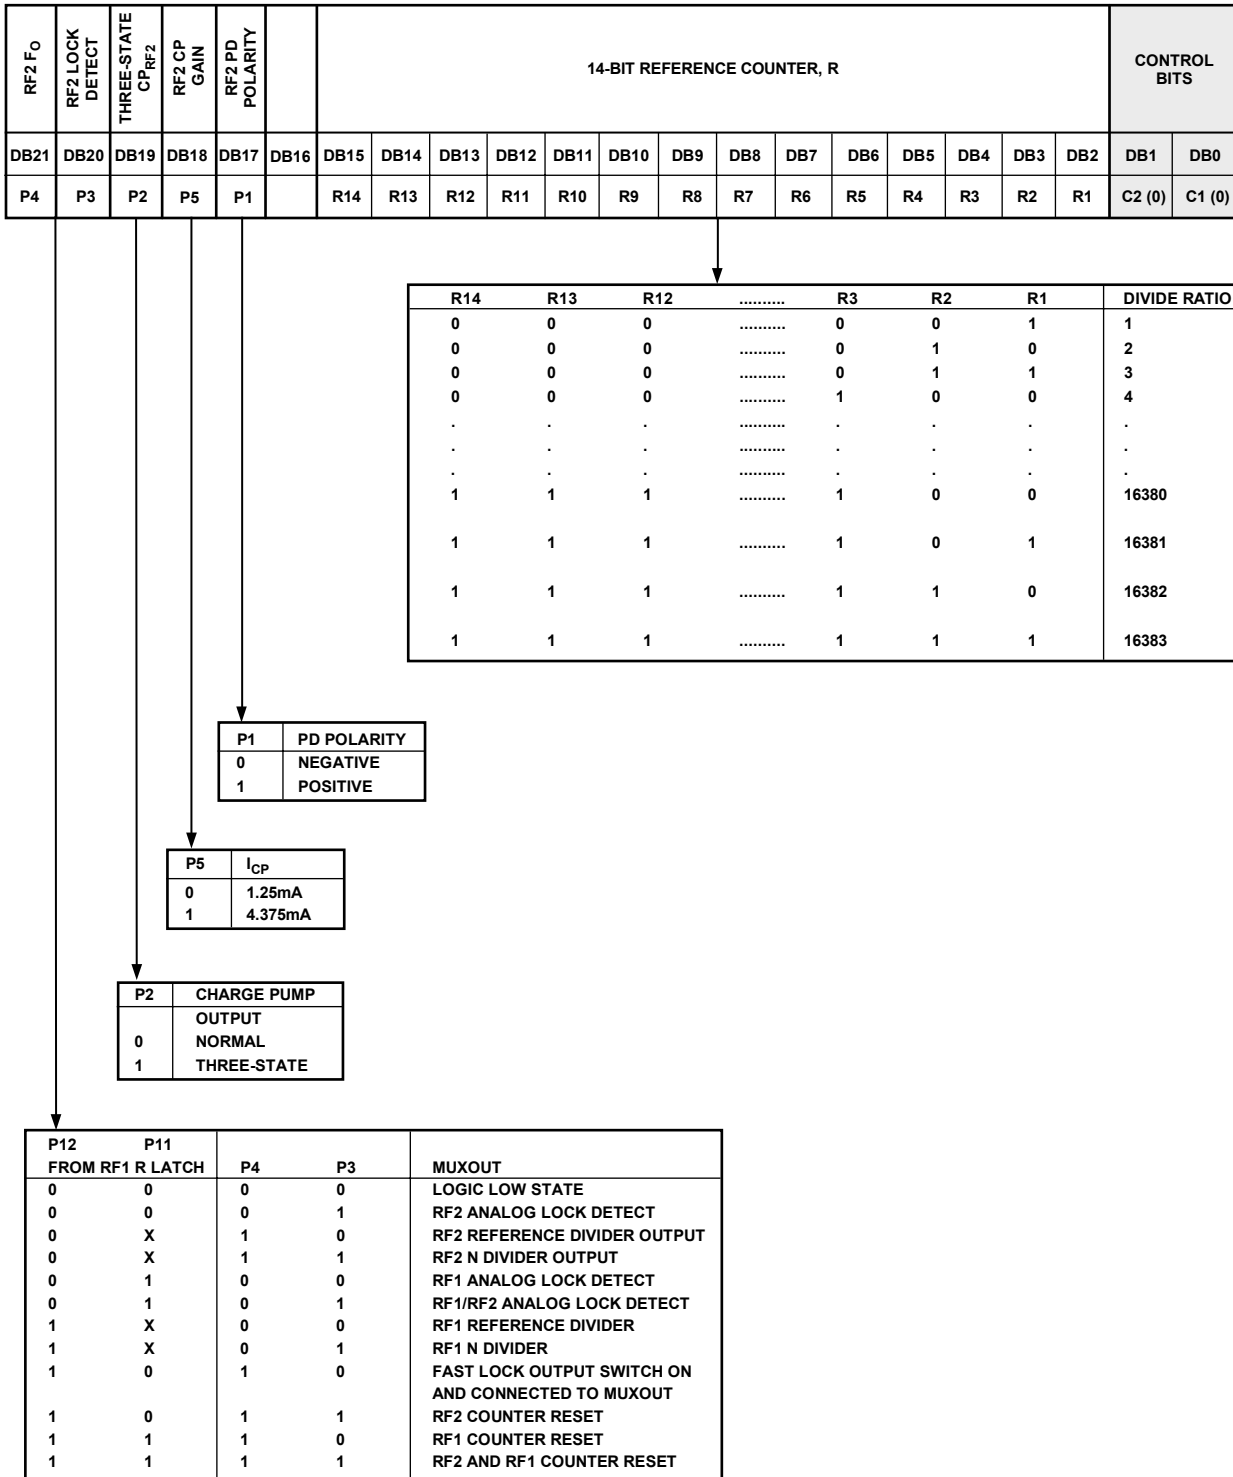 RF2 FO RF2 LOCK DETECT THREE-STATE CPRF2 RF2 CP GAIN RF2 PD POLARITY 14-BIT REFERENCE COUNTER, R CONTROL BITS
DB21 DB20 DB19 DB18 DB17 DB16 DB15 DB14 DB13 DB12 DB11 DB10 DB9 DB8 DB7 DB6 DB5 DB4 DB3 DB2 DB1 DB0
P4 P3 P2 P5 P1 R14 R13 R12 R11 R10 R9 R8 R7 R6 R5 R4 R3 R2 R1 C2 (0) C1 (0)
R14 R13 R12 .......... R3 R2 R1 DIVIDE RATIO
0 0 0 .......... 0 0 1 1
0 0 0 .......... 0 1 0 2
0 0 0 .......... 0 1 1 3
0 0 0 .......... 1 0 0 4
. . . .......... . . . .
. . . .......... . . . .
. . . .......... . . . .
1 1 1 .......... 1 0 0 16380
1 1 1 .......... 1 0 1 16381
1 1 1 .......... 1 1 0 16382
1 1 1 .......... 1 1 1 16383
P1 PD POLARITY
0 NEGATIVE
1 POSITIVE
P5 ICP
0 1.25mA
1 4.375mA
P2 CHARGE PUMP
OUTPUT
0 NORMAL
1 THREE-STATE
P12 P11
FROM RF1 R LATCH P4 P3 MUXOUT
0 0 0 0 LOGIC LOW STATE
0 0 0 1 RF2 ANALOG LOCK DETECT
0 X 1 0 RF2 REFERENCE DIVIDER OUTPUT
0 X 1 1 RF2 N DIVIDER OUTPUT
0 1 0 0 RF1 ANALOG LOCK DETECT
0 1 0 1 RF1/RF2 ANALOG LOCK DETECT
1 X 0 0 RF1 REFERENCE DIVIDER
1 X 0 1 RF1 N DIVIDER
1 0 1 0 FAST LOCK OUTPUT SWITCH ON
AND CONNECTED TO MUXOUT
1 0 1 1 RF2 COUNTER RESET
1 1 1 0 RF1 COUNTER RESET
1 1 1 1 RF2 AND RF1 COUNTER RESET